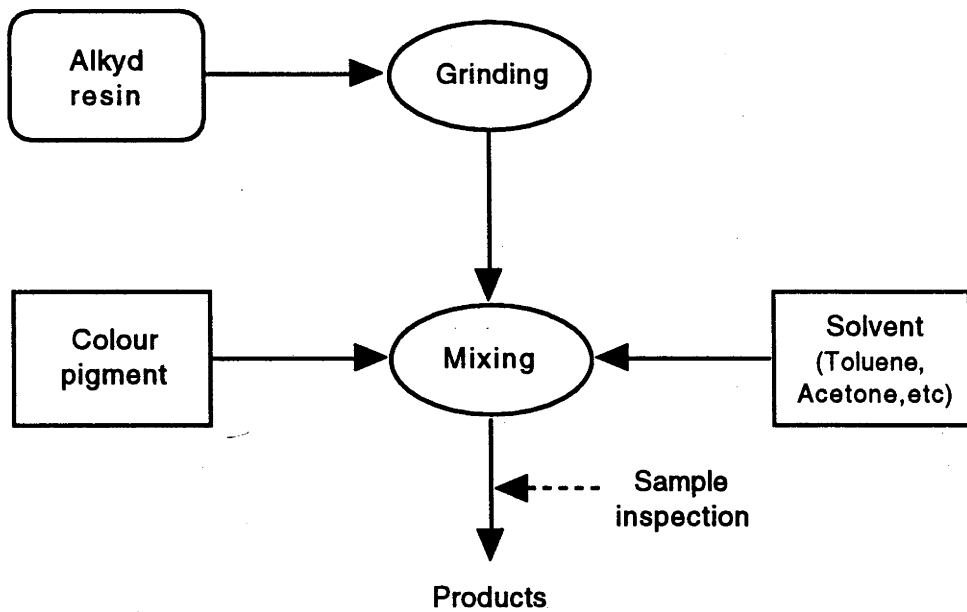 Alkyd
resin
Grinding
Colour
pigment
Mixing
Solvent
(Toluene,
Acetone,etc)
Sample
inspection
Products